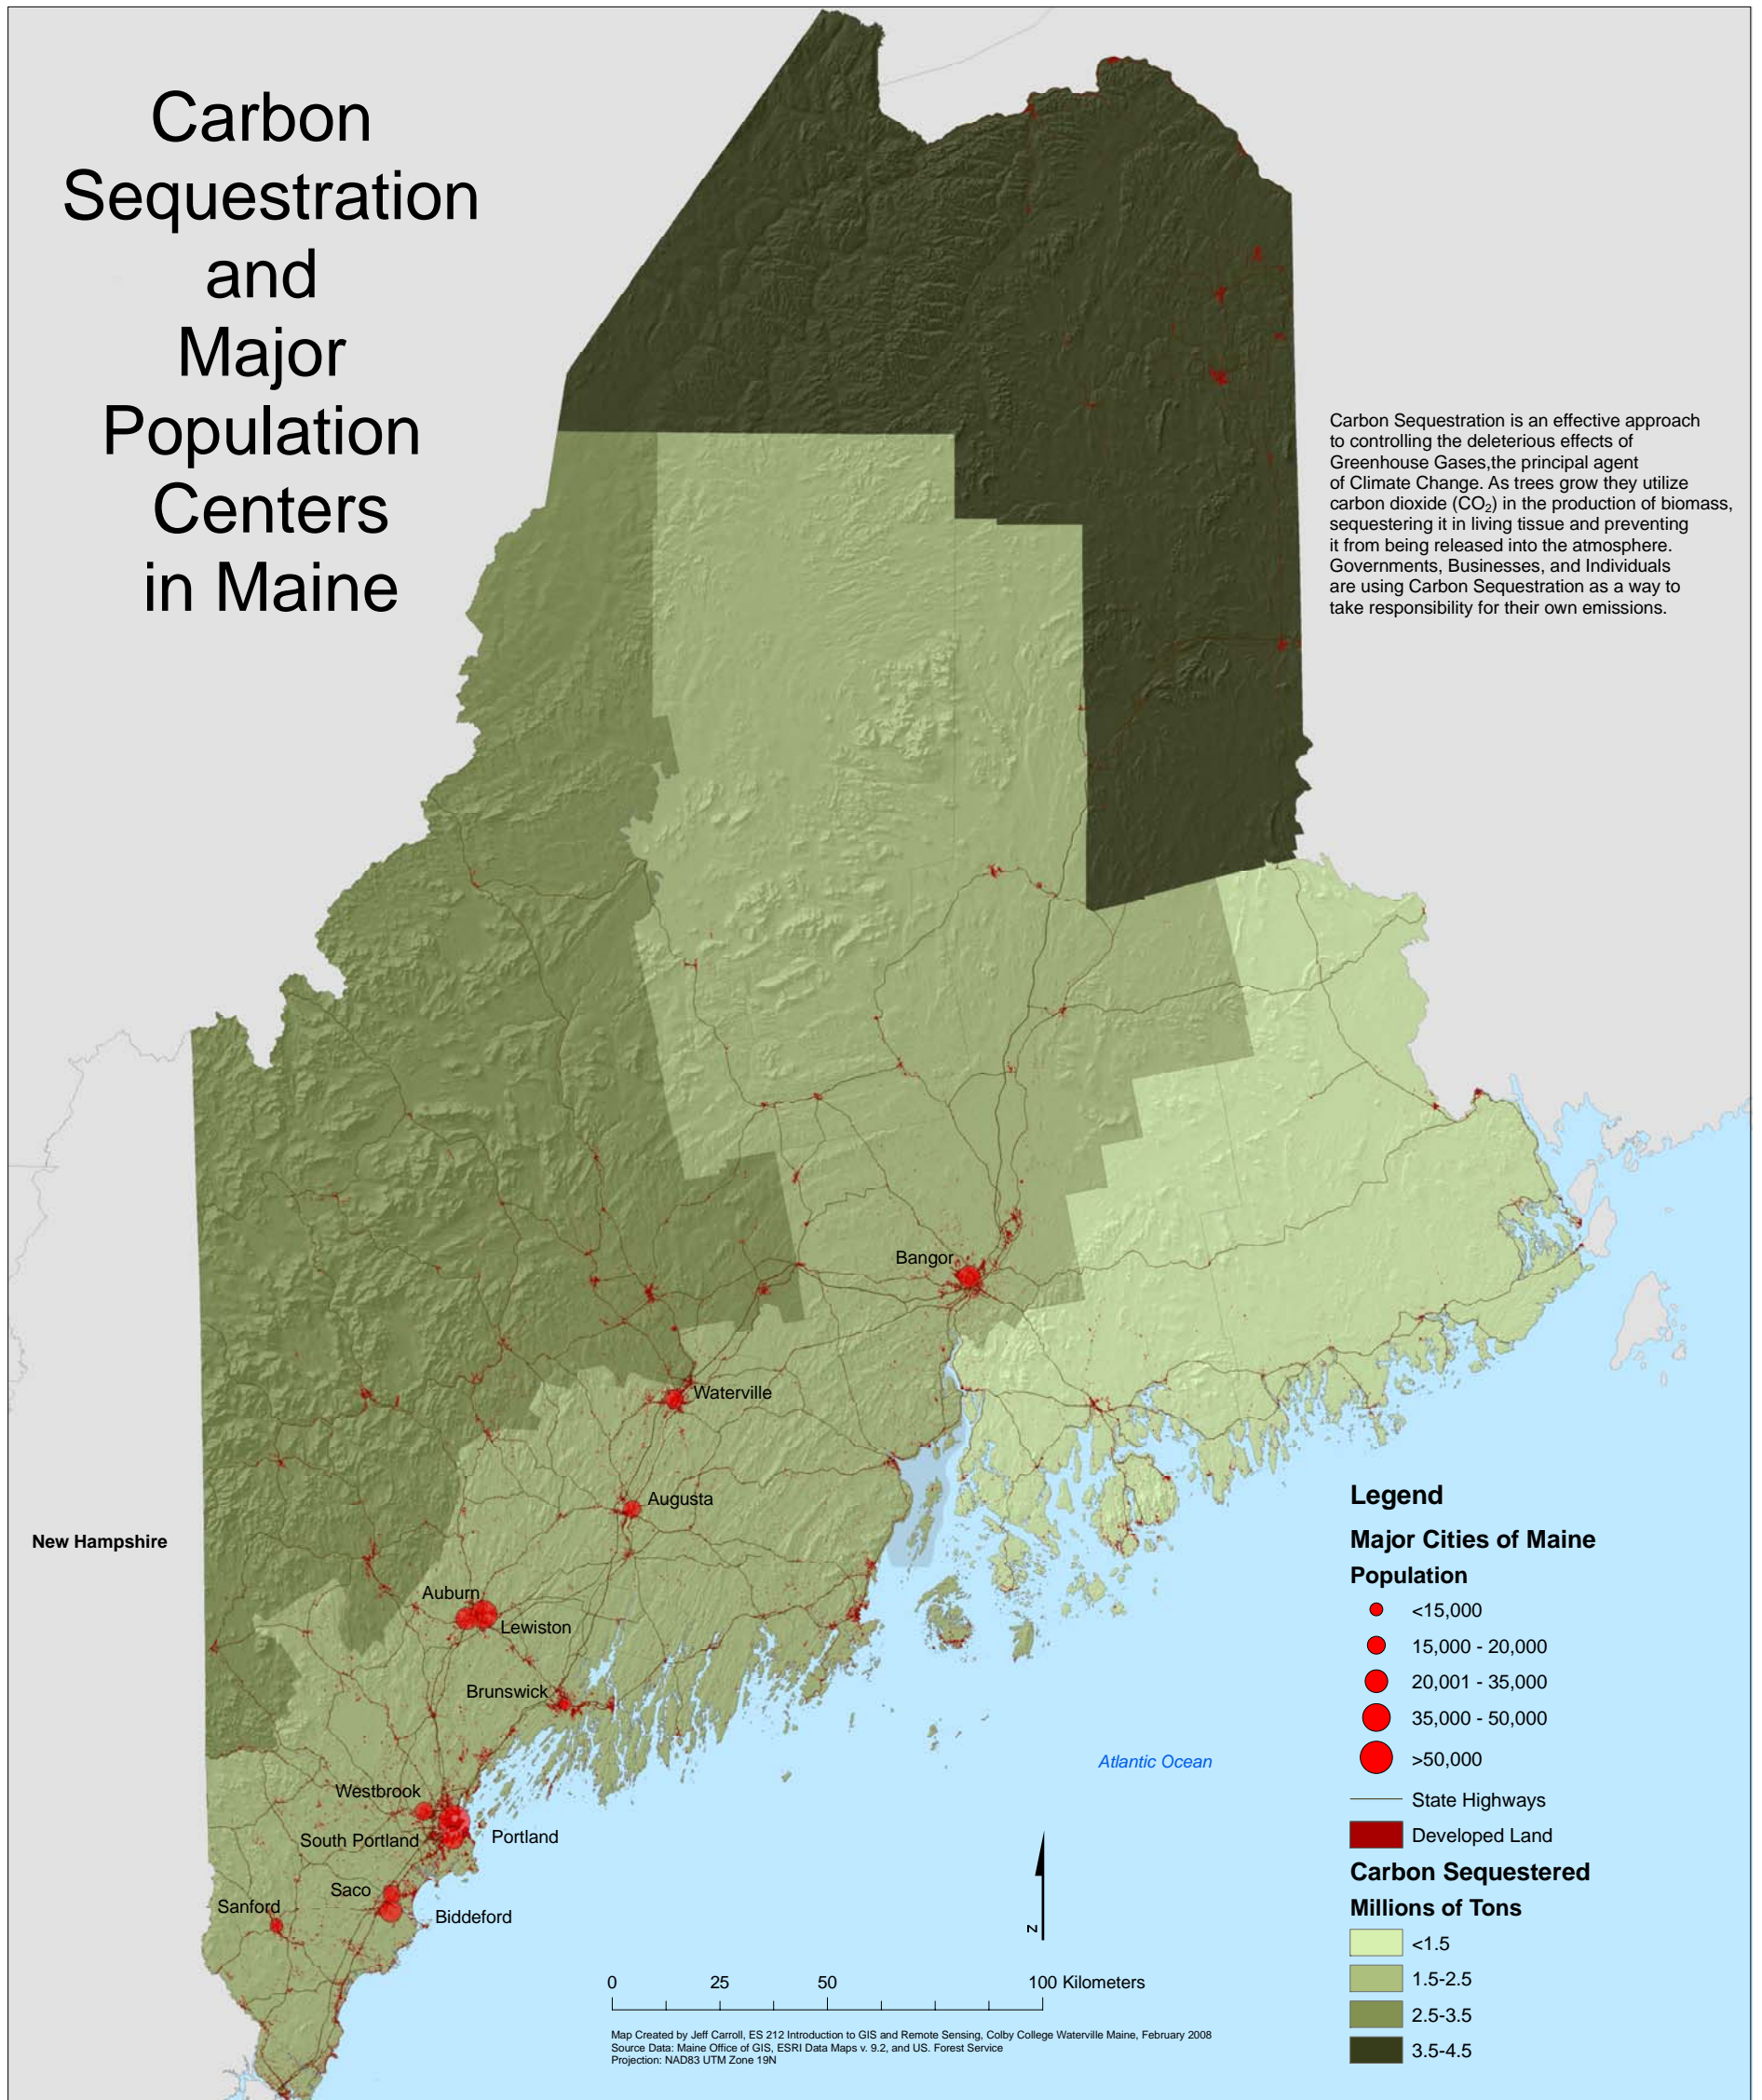 Carbon
Sequestration
and
Major
Population
Centers
in Maine
Carbon Sequestration is an effective approach
to controlling the deleterious effects of
Greenhouse Gases,the principal agent
of Climate Change. As trees grow they utilize
carbon dioxide (CO₂) in the production of biomass,
sequestering it in living tissue and preventing
it from being released into the atmosphere.
Governments, Businesses, and Individuals
are using Carbon Sequestration as a way to
take responsibility for their own emissions.
Bangor
Waterville
Augusta
New Hampshire
Auburn
Lewiston
Brunswick
Westbrook
South Portland
Portland
Saco
Sanford
Biddeford
Atlantic Ocean
Legend
Major Cities of Maine
Population
<15,000
15,000 - 20,000
20,001 - 35,000
35,000 - 50,000
>50,000
State Highways
Developed Land
Carbon Sequestered
Millions of Tons
<1.5
1.5-2.5
2.5-3.5
3.5-4.5
N
0 25 50 100 Kilometers
Map Created by Jeff Carroll, ES 212 Introduction to GIS and Remote Sensing, Colby College Waterville Maine, February 2008
Source Data: Maine Office of GIS, ESRI Data Maps v. 9.2, and US. Forest Service
Projection: NAD83 UTM Zone 19N